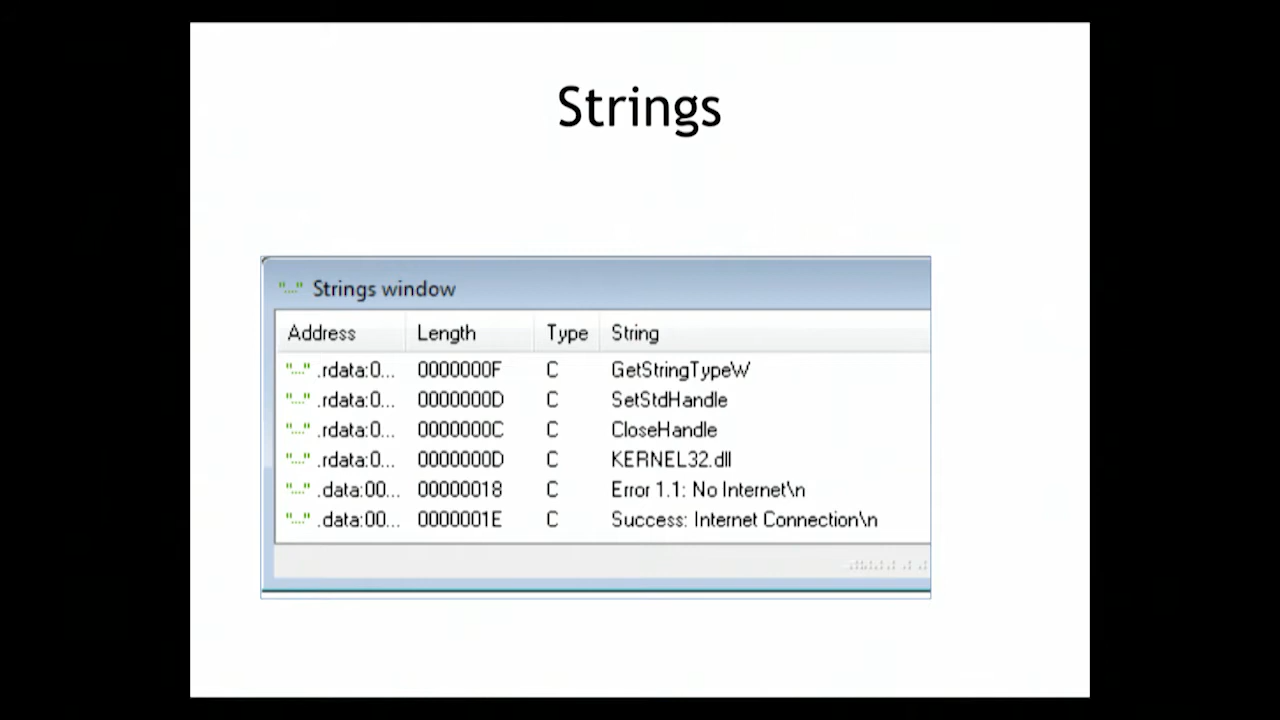 Strings
"..." Strings window
Address Length Type String
"..." .rdata:0... 0000000F C GetStringTypeW
"..." .rdata:0... 0000000D C SetStdHandle
"..." .rdata:0... 0000000C C CloseHandle
"..." .rdata:0... 0000000D C KERNEL32.dll
"..." .data:00... 00000018 C Error 1.1: No Internet\n
"..." .data:00... 0000001E C Success: Internet Connection\n